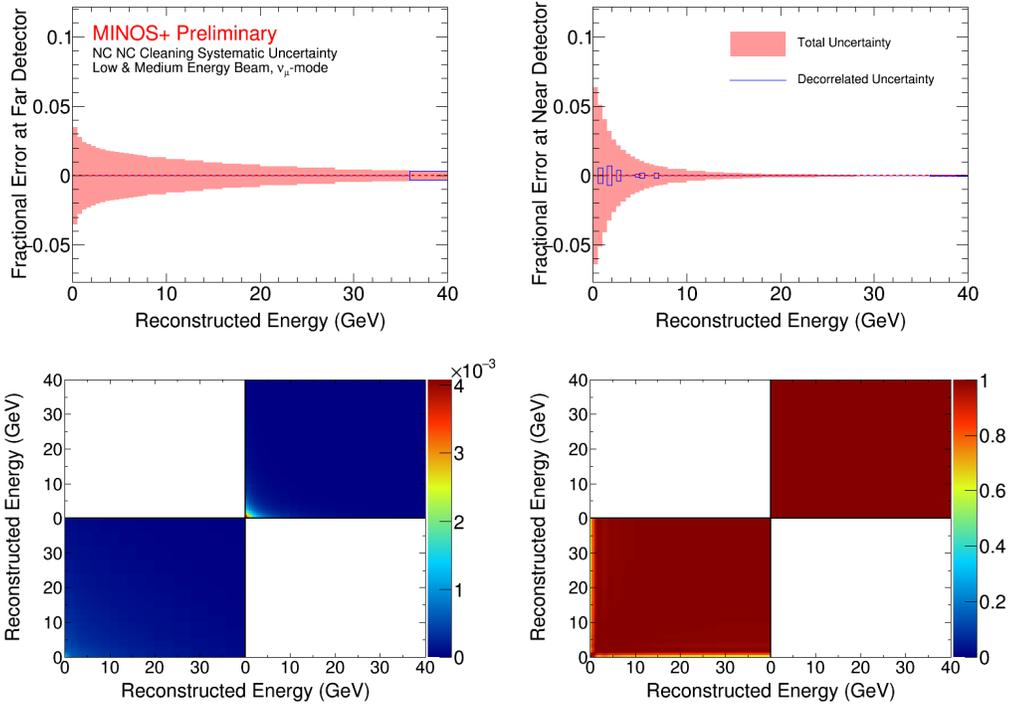 MINOS+ Preliminary
NC NC Cleaning Systematic Uncertainty
Low & Medium Energy Beam, νμ-mode
Fractional Error at Far Detector
0.1
0.05
0
-0.05
0 10 20 30 40
Reconstructed Energy (GeV)
Total Uncertainty
Decorrelated Uncertainty
Fractional Error at Near Detector
0.1
0.05
0
-0.05
0 10 20 30 40
Reconstructed Energy (GeV)
×10⁻³
Reconstructed Energy (GeV)
40
30
20
10
0
30
20
10
0
0 10 20 30 0 10 20 30 40
Reconstructed Energy (GeV)
4
3
2
1
0
Reconstructed Energy (GeV)
40
30
20
10
0
30
20
10
0
0 10 20 30 0 10 20 30 40
Reconstructed Energy (GeV)
1
0.8
0.6
0.4
0.2
0